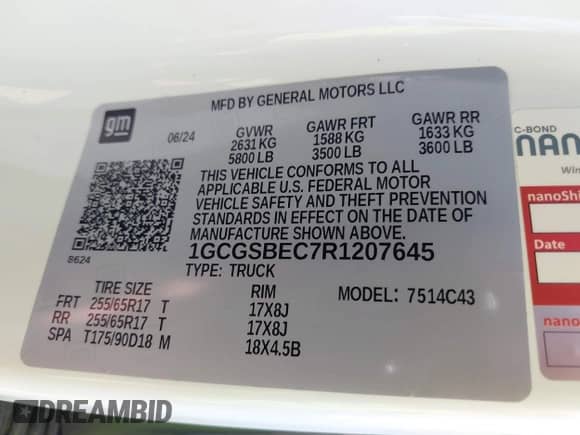 MFD BY GENERAL MOTORS LLC
gm
06/24
GVWR
2631 KG
5800 LB
GAWR FRT
1588 KG
3500 LB
GAWR RR
1633 KG
3600 LB
THIS VEHICLE CONFORMS TO ALL
APPLICABLE U.S. FEDERAL MOTOR
VEHICLE SAFETY AND THEFT PREVENTION
STANDARDS IN EFFECT ON THE DATE OF
MANUFACTURE SHOWN ABOVE.
8624
1GCGSBEC7R1207645
TYPE: TRUCK
TIRE SIZE
RIM
MODEL: 7514C43
FRT 255/65R17 T 17X8J
RR 255/65R17 T 17X8J
SPA T175/90D18 M 18X4.5B
C-BOND
NAN
Win
nanoShi
Date
nano
DREAMBID